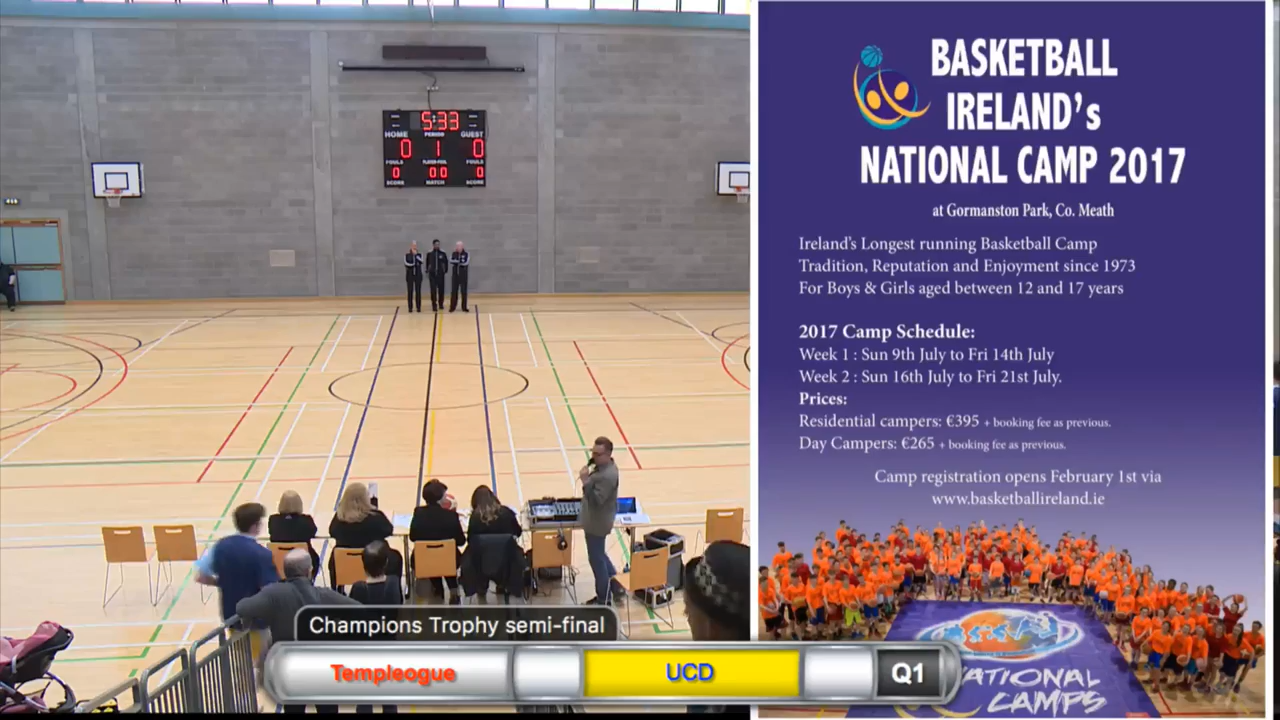 5:33
HOME PERIOD GUEST
0 1 0
FOULS PLAYER-FOUL FOULS
0 00 0
SCORE MATCH SCORE
BASKETBALL
IRELAND's
NATIONAL CAMP 2017
at Gormanston Park, Co. Meath
Ireland's Longest running Basketball Camp
Tradition, Reputation and Enjoyment since 1973
For Boys & Girls aged between 12 and 17 years
2017 Camp Schedule:
Week 1 : Sun 9th July to Fri 14th July
Week 2 : Sun 16th July to Fri 21st July.
Prices:
Residential campers: €395 + booking fee as previous.
Day Campers: €265 + booking fee as previous.
Camp registration opens February 1st via
www.basketballireland.ie
NATIONAL
CAMPS
Champions Trophy semi-final
Templeogue UCD Q1